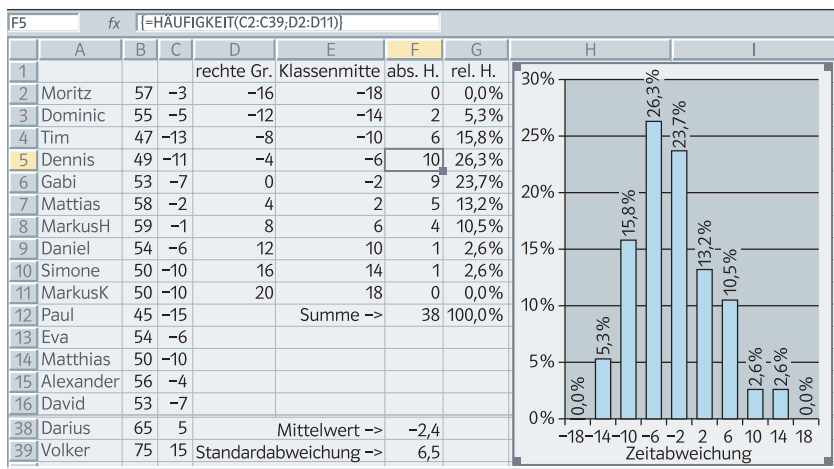 F5 fx {=HÄUFIGKEIT(C2:C39;D2:D11)}
A B C D E F G H I
1 rechte Gr. Klassenmitte abs. H. rel. H.
2 Moritz 57 −3 −16 −18 0 0,0%
3 Dominic 55 −5 −12 −14 2 5,3%
4 Tim 47 −13 −8 −10 6 15,8%
5 Dennis 49 −11 −4 −6 10 26,3%
6 Gabi 53 −7 0 −2 9 23,7%
7 Mattias 58 −2 4 2 5 13,2%
8 MarkusH 59 −1 8 6 4 10,5%
9 Daniel 54 −6 12 10 1 2,6%
10 Simone 50 −10 16 14 1 2,6%
11 MarkusK 50 −10 20 18 0 0,0%
12 Paul 45 −15 Summe −> 38 100,0%
13 Eva 54 −6
14 Matthias 50 −10
15 Alexander 56 −4
16 David 53 −7
38 Darius 65 5 Mittelwert −> −2,4
39 Volker 75 15 Standardabweichung −> 6,5
30%
25%
20%
15%
10%
5%
0%
0,0%
5,3%
15,8%
26,3%
23,7%
13,2%
10,5%
2,6%
2,6%
0,0%
−18 −14 −10 −6 −2 2 6 10 14 18
Zeitabweichung